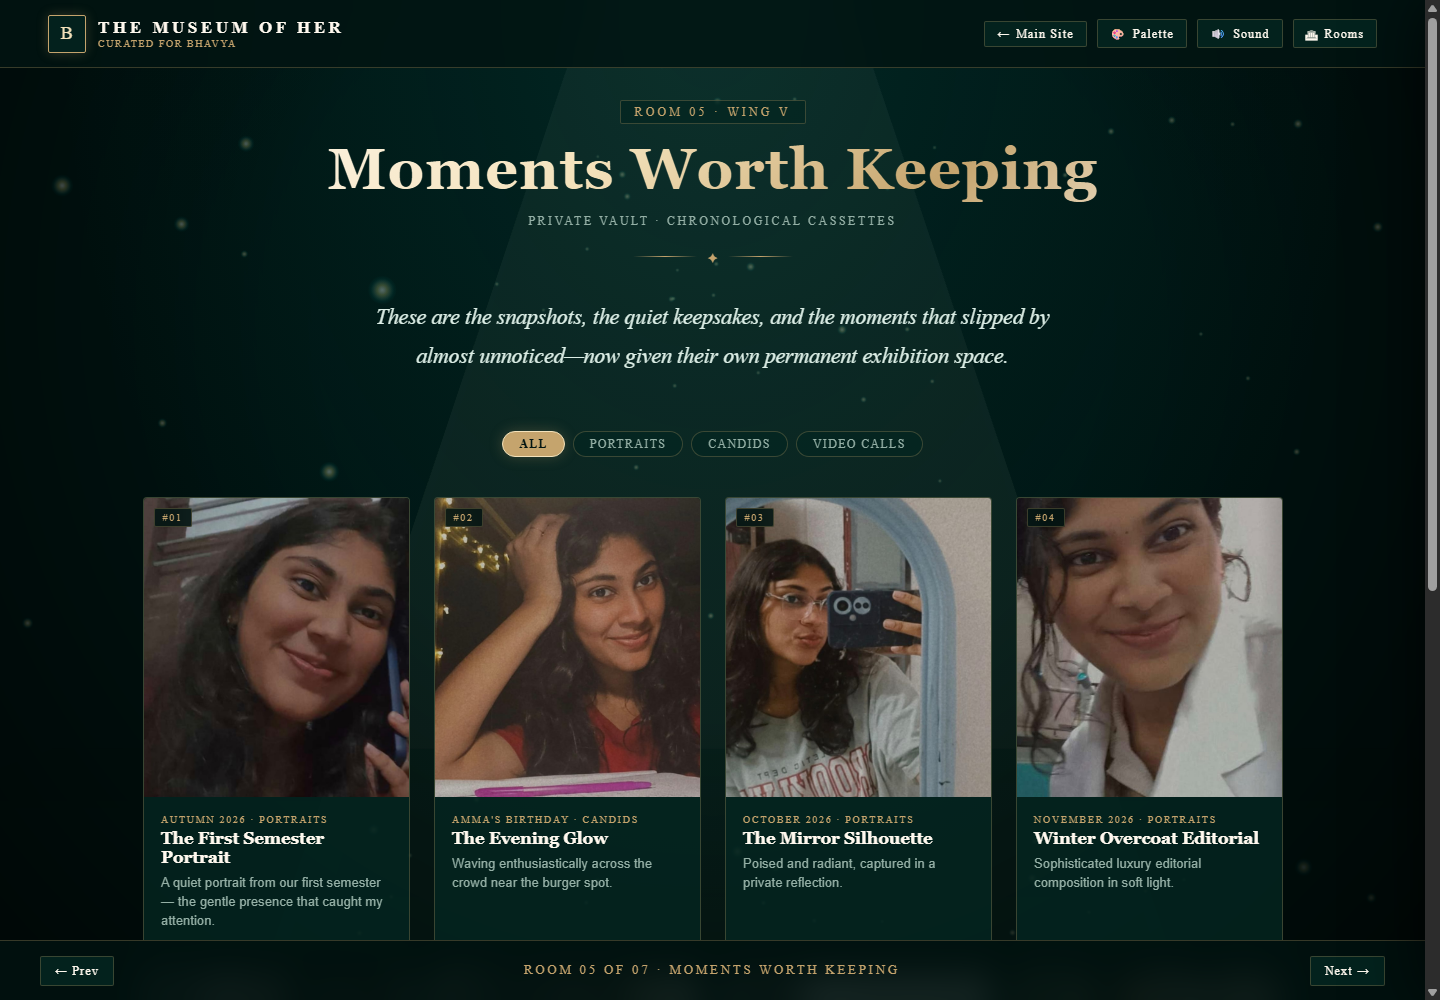 B
THE MUSEUM OF HER
CURATED FOR BHAVYA
← Main Site
Palette
Sound
Rooms
ROOM 05 · WING V
Moments Worth Keeping
PRIVATE VAULT · CHRONOLOGICAL CASSETTES
These are the snapshots, the quiet keepsakes, and the moments that slipped by
almost unnoticed—now given their own permanent exhibition space.
ALL
PORTRAITS
CANDIDS
VIDEO CALLS
#01
#02
#03
#04
AUTUMN 2026 · PORTRAITS
The First Semester
Portrait
A quiet portrait from our first semester
— the gentle presence that caught my
attention.
AMMA'S BIRTHDAY · CANDIDS
The Evening Glow
Waving enthusiastically across the
crowd near the burger spot.
OCTOBER 2026 · PORTRAITS
The Mirror Silhouette
Poised and radiant, captured in a
private reflection.
NOVEMBER 2026 · PORTRAITS
Winter Overcoat Editorial
Sophisticated luxury editorial
composition in soft light.
← Prev
ROOM 05 OF 07 · MOMENTS WORTH KEEPING
Next →